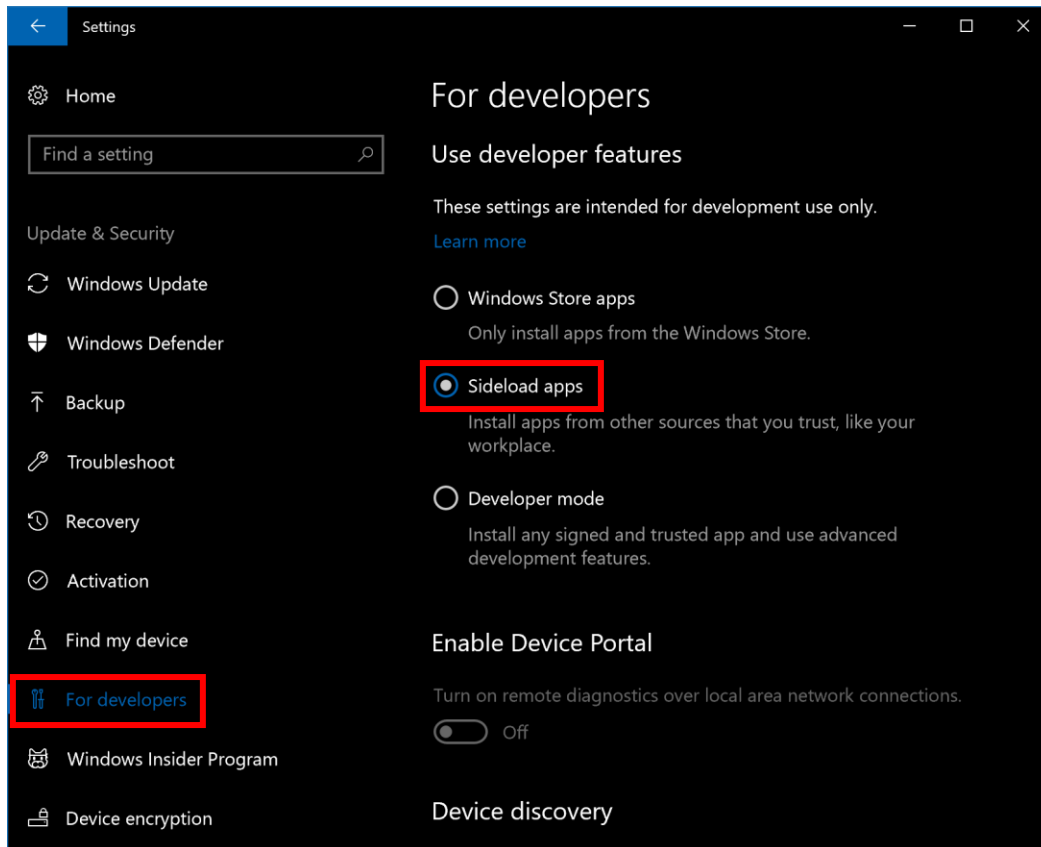 Settings
Home
Find a setting
Update & Security
Windows Update
Windows Defender
Backup
Troubleshoot
Recovery
Activation
Find my device
For developers
Windows Insider Program
Device encryption
For developers
Use developer features
These settings are intended for development use only.
Learn more
Windows Store apps
Only install apps from the Windows Store.
Sideload apps
Install apps from other sources that you trust, like your
workplace.
Developer mode
Install any signed and trusted app and use advanced
development features.
Enable Device Portal
Turn on remote diagnostics over local area network connections.
Off
Device discovery